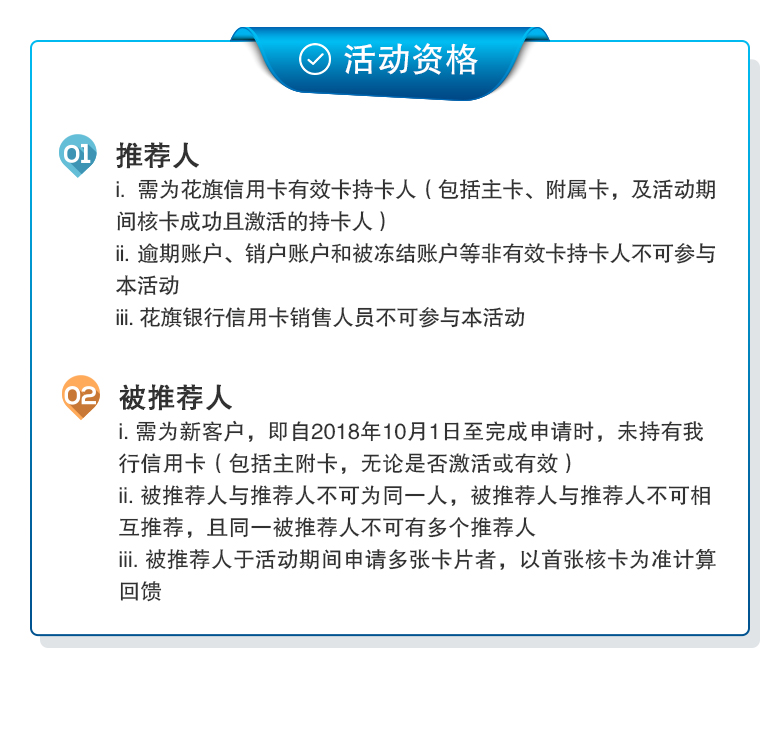 活动资格
01
推荐人
i. 需为花旗信用卡有效卡持卡人（包括主卡、附属卡，及活动期
间核卡成功且激活的持卡人）
ii. 逾期账户、销户账户和被冻结账户等非有效卡持卡人不可参与
本活动
iii. 花旗银行信用卡销售人员不可参与本活动
02
被推荐人
i. 需为新客户，即自2018年10月1日至完成申请时，未持有我
行信用卡（包括主附卡，无论是否激活或有效）
ii. 被推荐人与推荐人不可为同一人，被推荐人与推荐人不可相
互推荐，且同一被推荐人不可有多个推荐人
iii. 被推荐人于活动期间申请多张卡片者，以首张核卡为准计算
回馈